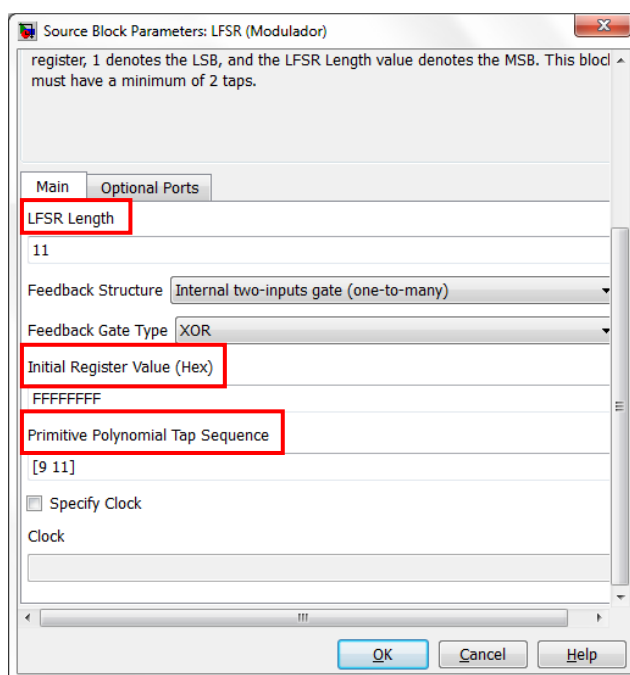 Source Block Parameters: LFSR (Modulador)
register, 1 denotes the LSB, and the LFSR Length value denotes the MSB. This block
must have a minimum of 2 taps.
Main Optional Ports
LFSR Length
11
Feedback Structure Internal two-inputs gate (one-to-many)
Feedback Gate Type XOR
Initial Register Value (Hex)
FFFFFFFF
Primitive Polynomial Tap Sequence
[9 11]
Specify Clock
Clock
OK Cancel Help